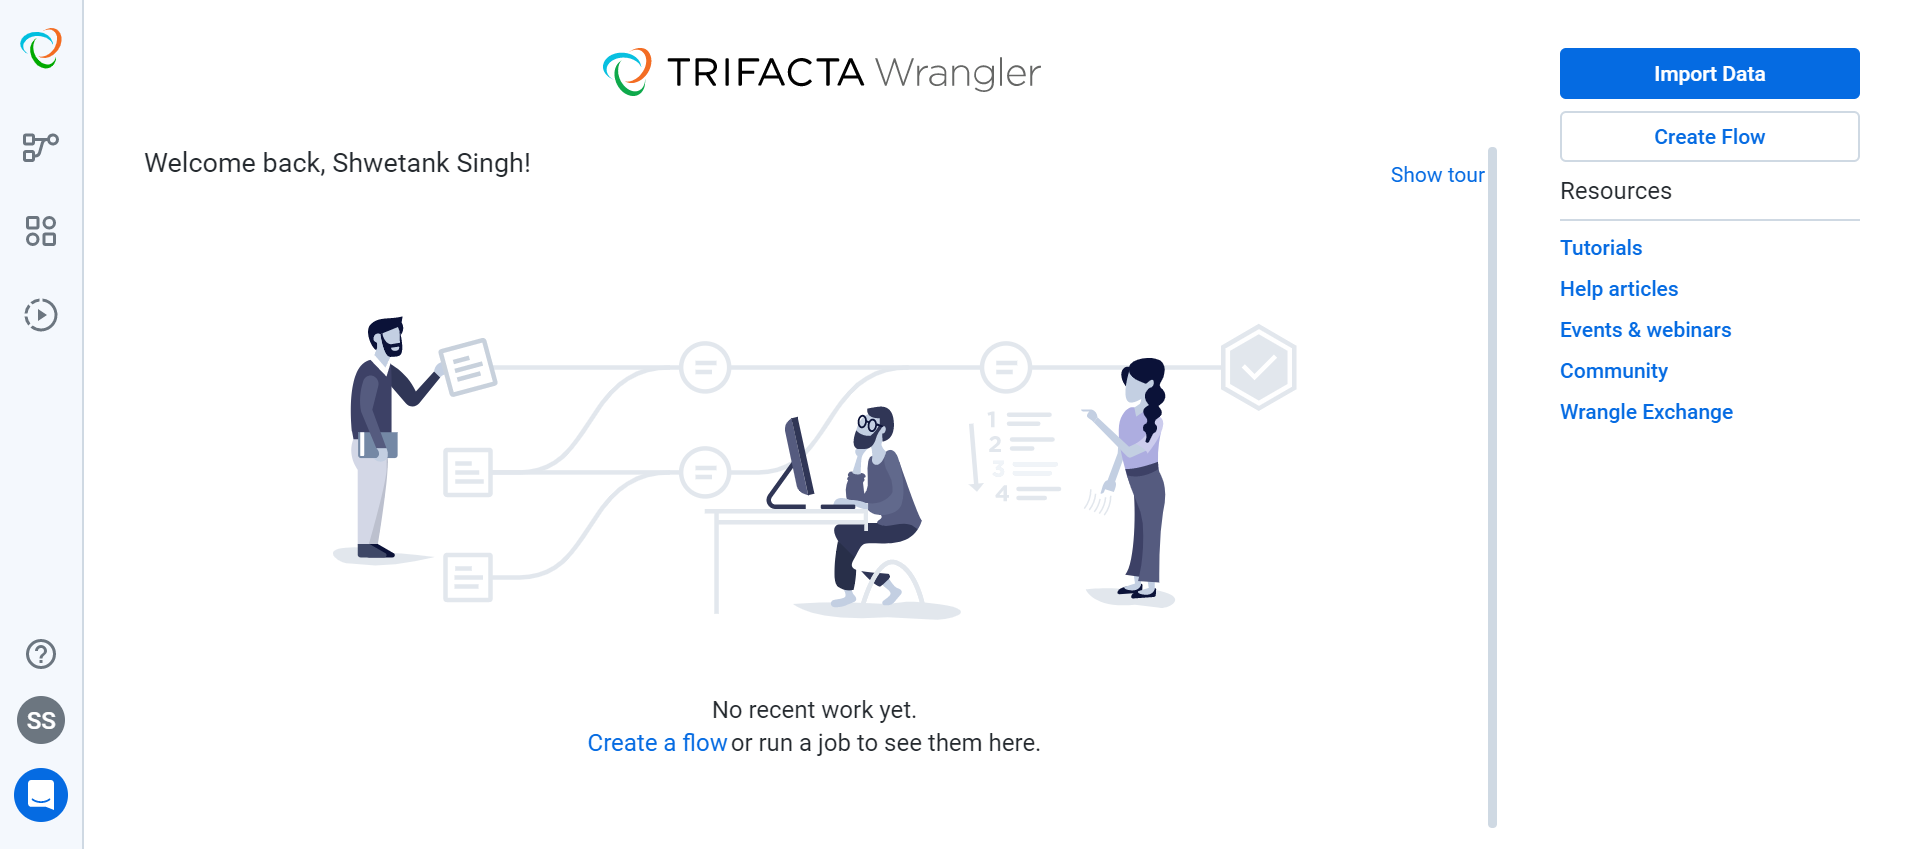 TRIFACTA Wrangler
Welcome back, Shwetank Singh!
Show tour
1
2
3
4
No recent work yet.
Create a flow or run a job to see them here.
Import Data
Create Flow
Resources
Tutorials
Help articles
Events & webinars
Community
Wrangle Exchange
SS